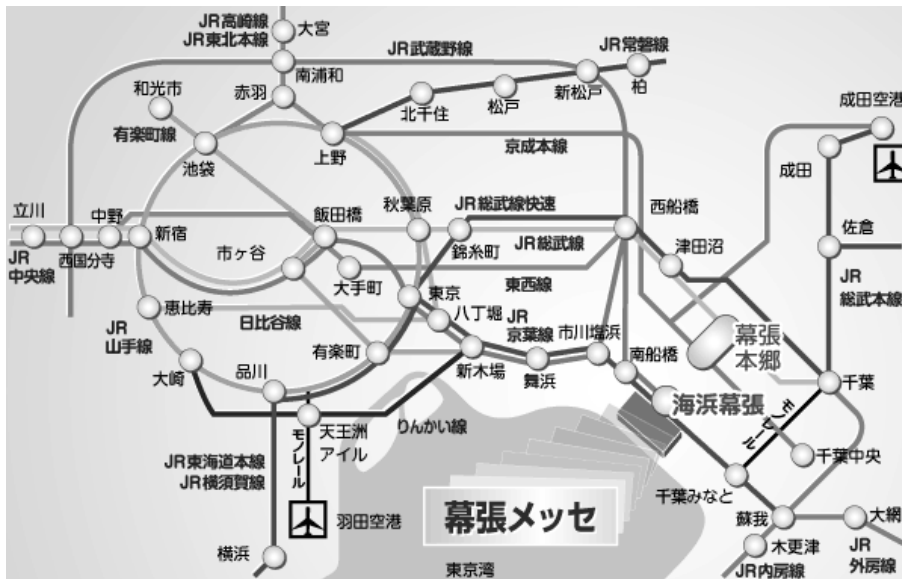 JR高崎線
JR東北本線
大宮
JR武蔵野線
JR常磐線
南浦和
和光市
赤羽
北千住
松戸
新松戸
柏
成田空港
有楽町線
池袋
上野
京成本線
成田
立川
中野
新宿
飯田橋
秋葉原
JR総武線快速
西船橋
JR
中央線
西国分寺
市ヶ谷
大手町
錦糸町
JR総武線
東西線
津田沼
佐倉
JR
総武本線
恵比寿
日比谷線
東京
八丁堀
JR
京葉線
市川塩浜
幕張
本郷
JR
山手線
大崎
品川
有楽町
新木場
舞浜
南船橋
千葉
海浜幕張
モノレール
りんかい線
天王洲
アイル
モノレール
千葉中央
JR東海道本線
JR横須賀線
千葉みなと
幕張メッセ
羽田空港
蘇我
大網
横浜
木更津
JR
外房線
東京湾
JR内房線